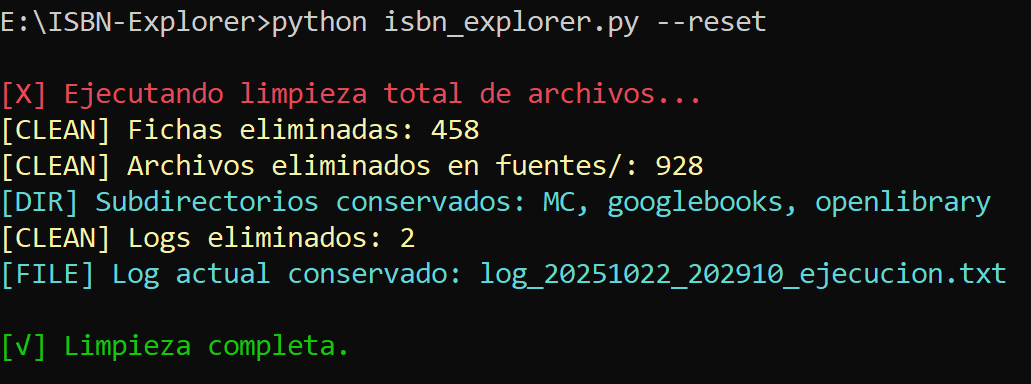 E:\ISBN-Explorer>python isbn_explorer.py --reset
[X] Ejecutando limpieza total de archivos...
[CLEAN] Fichas eliminadas: 458
[CLEAN] Archivos eliminados en fuentes/: 928
[DIR] Subdirectorios conservados: MC, googlebooks, openlibrary
[CLEAN] Logs eliminados: 2
[FILE] Log actual conservado: log_20251022_202910_ejecucion.txt
[√] Limpieza completa.